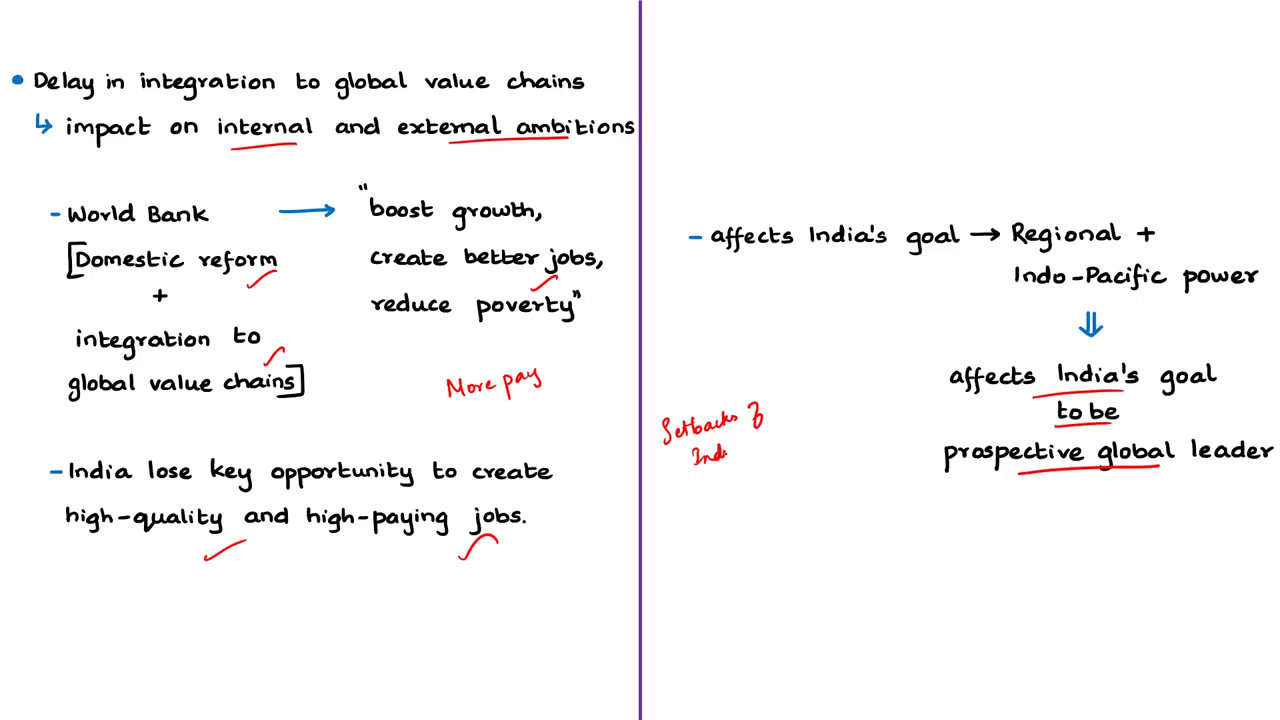 • Delay in integration to global value chains
↳ impact on internal and external ambitions
- World Bank → "boost growth,
[Domestic reform create better jobs,
+ reduce poverty"
integration to
global value chains]
More pay
- India lose key opportunity to create
high-quality and high-paying jobs.
- affects India's goal → Regional +
Indo-Pacific power
⇓
affects India's goal
to be
prospective global leader
Setbacks
Ind